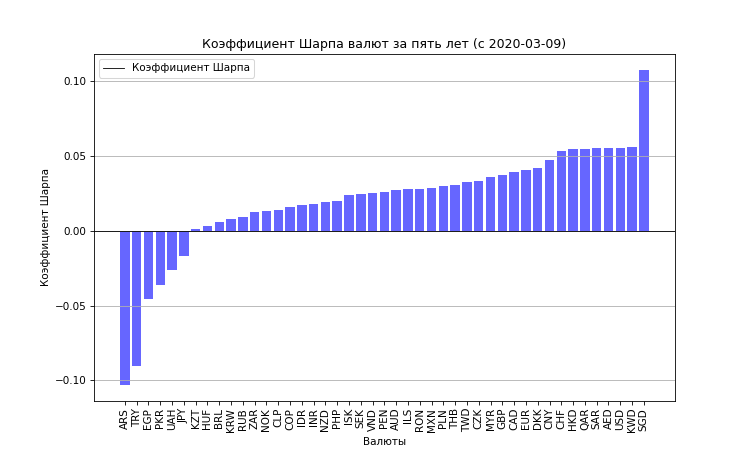 Коэффициент Шарпа валют за пять лет (с 2020-03-09)
Коэффициент Шарпа
0.10
0.05
0.00
−0.05
−0.10
Коэффициент Шарпа
ARS TRY EGP PKR UAH JPY KZT HUF BRL KRW RUB ZAR NOK CLP COP IDR INR NZD PHP ISK SEK VND PEN AUD ILS RON MXN PLN THB TWD CZK MYR GBP CAD EUR DKK CNY CHF HKD QAR SAR AED USD KWD SGD
Валюты